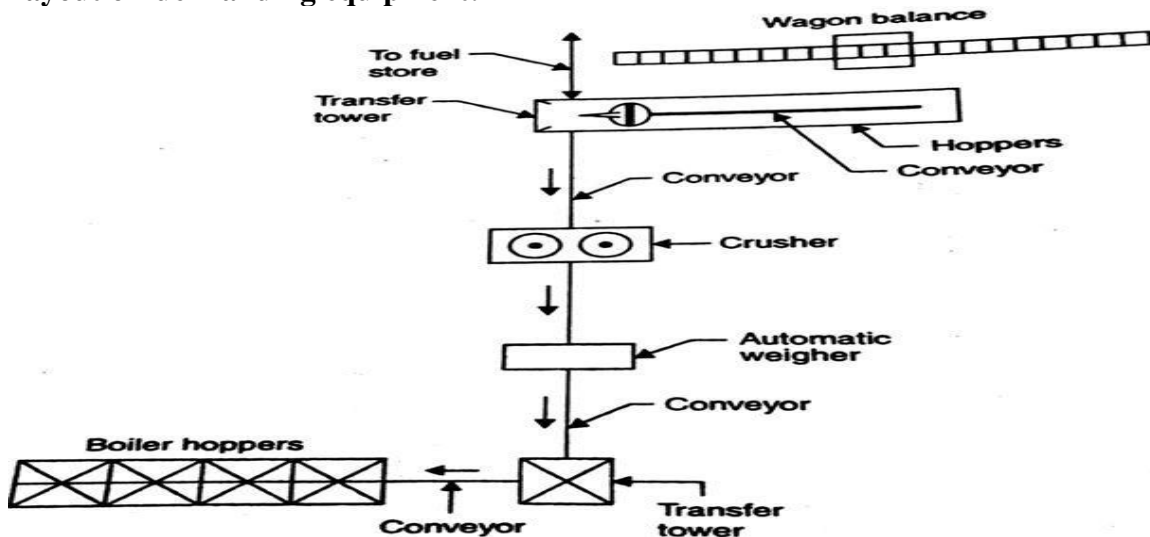 Wagon balance
To fuel
store
Transfer
tower
Hoppers
Conveyor
Conveyor
Crusher
Automatic
weigher
Conveyor
Boiler hoppers
Conveyor
Transfer
tower